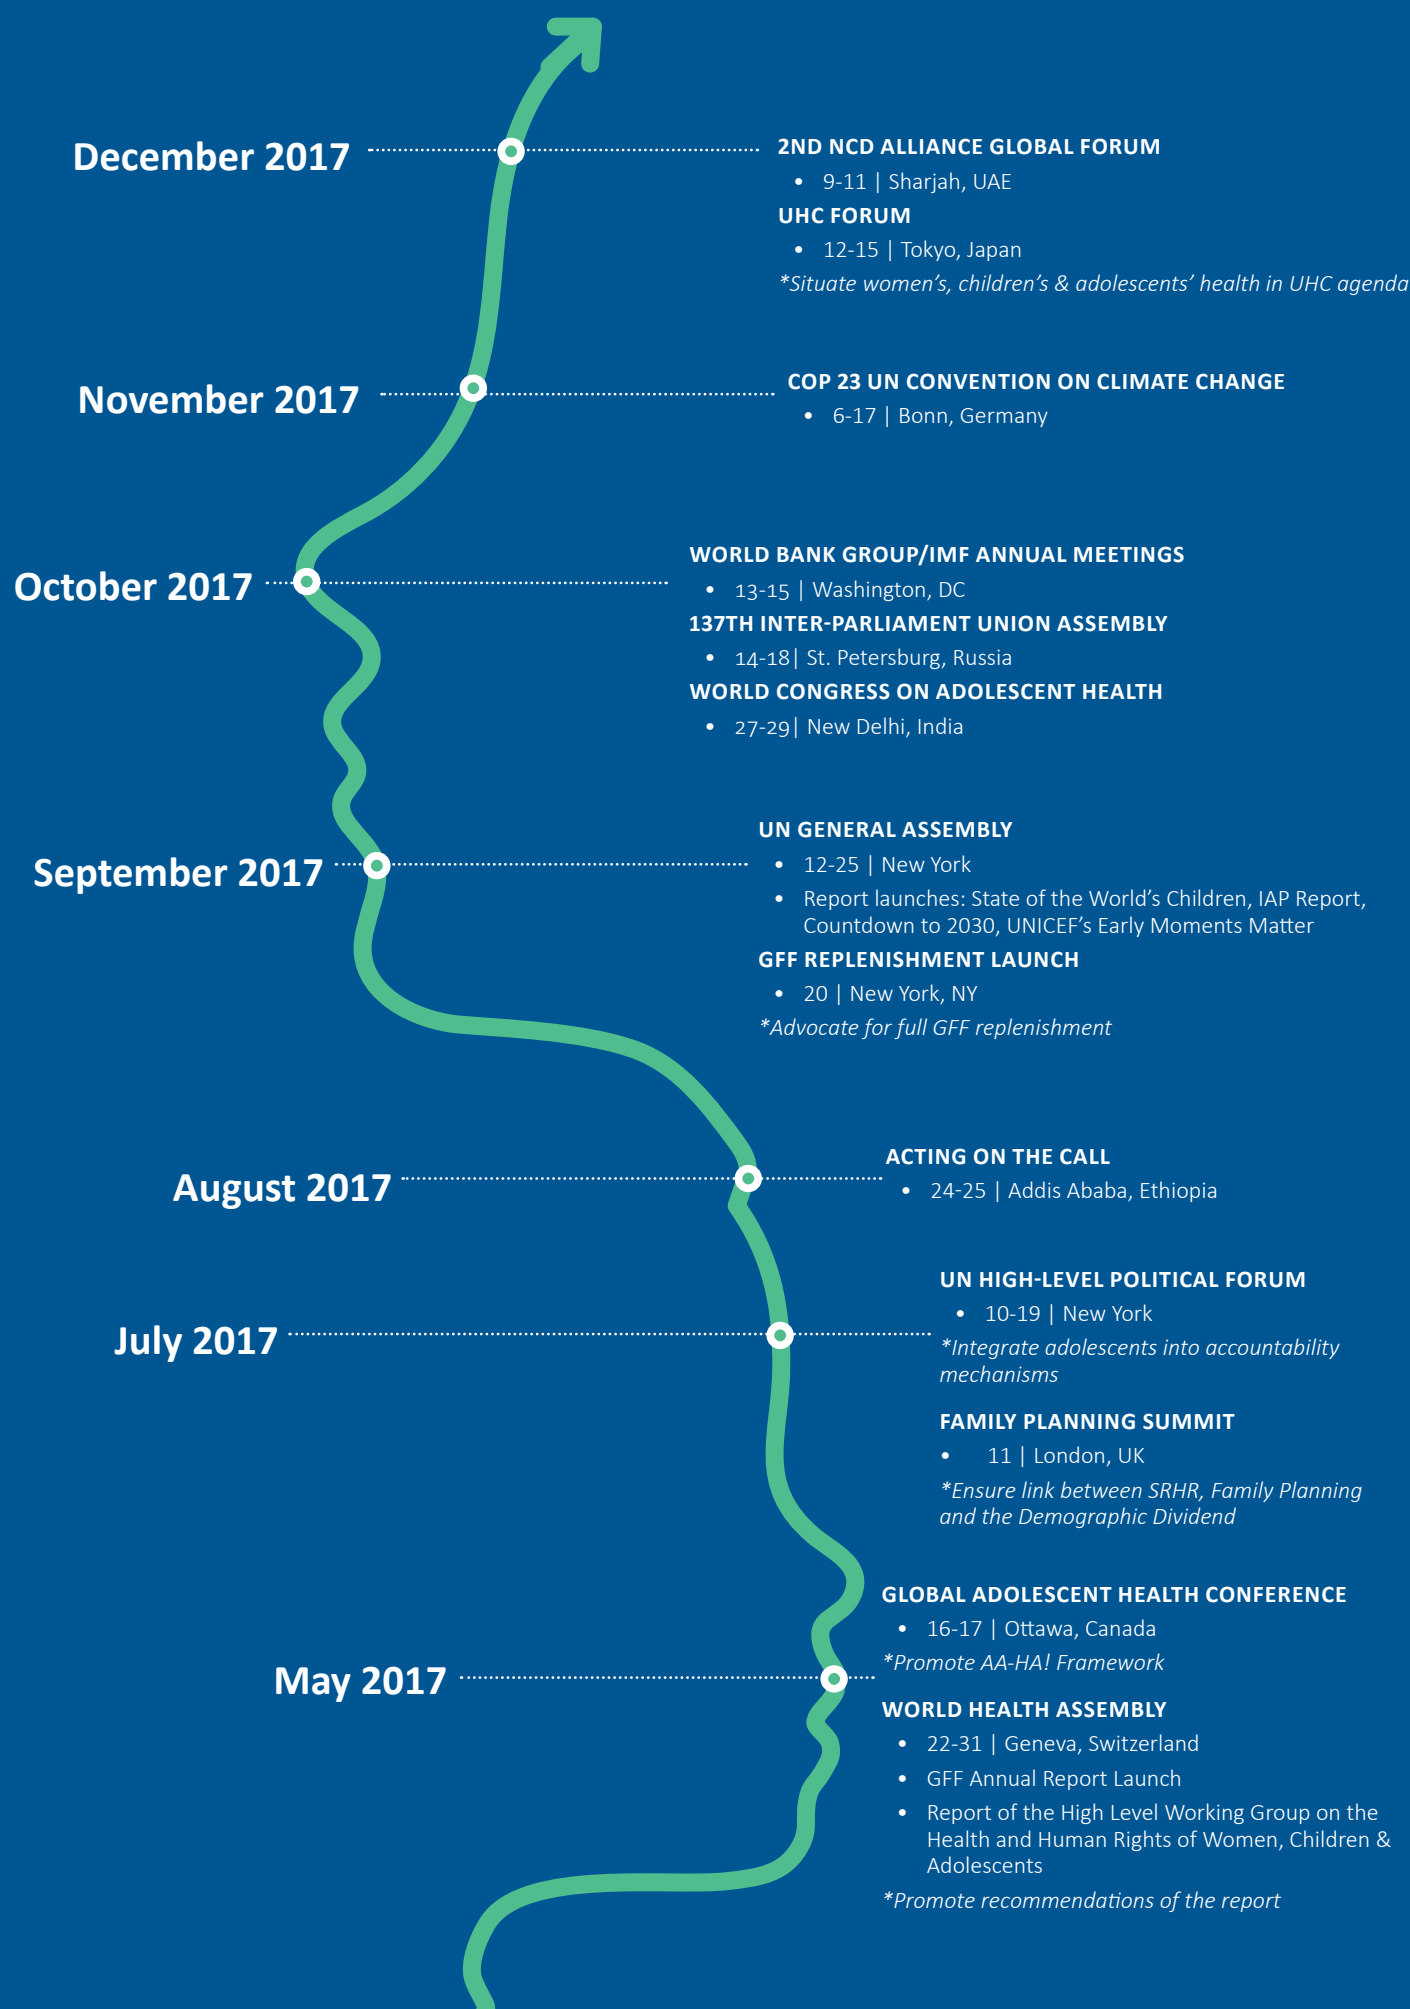 December 2017
2ND NCD ALLIANCE GLOBAL FORUM
• 9-11 | Sharjah, UAE
UHC FORUM
• 12-15 | Tokyo, Japan
*Situate women’s, children’s & adolescents’ health in UHC agenda
November 2017
COP 23 UN CONVENTION ON CLIMATE CHANGE
• 6-17 | Bonn, Germany
October 2017
WORLD BANK GROUP/IMF ANNUAL MEETINGS
• 13-15 | Washington, DC
137TH INTER-PARLIAMENT UNION ASSEMBLY
• 14-18| St. Petersburg, Russia
WORLD CONGRESS ON ADOLESCENT HEALTH
• 27-29| New Delhi, India
September 2017
UN GENERAL ASSEMBLY
• 12-25 | New York
• Report launches: State of the World’s Children, IAP Report,
Countdown to 2030, UNICEF’s Early Moments Matter
GFF REPLENISHMENT LAUNCH
• 20 | New York, NY
*Advocate for full GFF replenishment
August 2017
ACTING ON THE CALL
• 24-25 | Addis Ababa, Ethiopia
July 2017
UN HIGH-LEVEL POLITICAL FORUM
• 10-19 | New York
*Integrate adolescents into accountability
mechanisms
FAMILY PLANNING SUMMIT
• 11 | London, UK
*Ensure link between SRHR, Family Planning
and the Demographic Dividend
May 2017
GLOBAL ADOLESCENT HEALTH CONFERENCE
• 16-17 | Ottawa, Canada
*Promote AA-HA! Framework
WORLD HEALTH ASSEMBLY
• 22-31 | Geneva, Switzerland
• GFF Annual Report Launch
• Report of the High Level Working Group on the
Health and Human Rights of Women, Children &
Adolescents
*Promote recommendations of the report